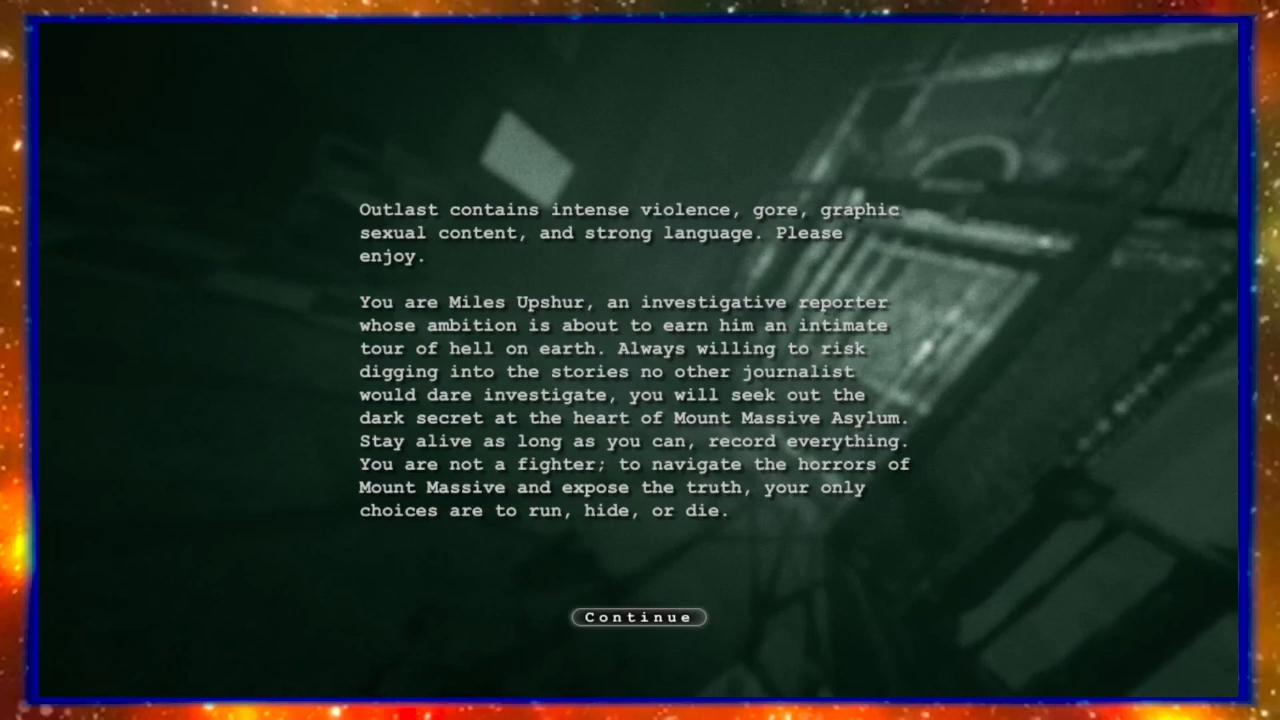 Outlast contains intense violence, gore, graphic
sexual content, and strong language. Please
enjoy.
You are Miles Upshur, an investigative reporter
whose ambition is about to earn him an intimate
tour of hell on earth. Always willing to risk
digging into the stories no other journalist
would dare investigate, you will seek out the
dark secret at the heart of Mount Massive Asylum.
Stay alive as long as you can, record everything.
You are not a fighter; to navigate the horrors of
Mount Massive and expose the truth, your only
choices are to run, hide, or die.
Continue